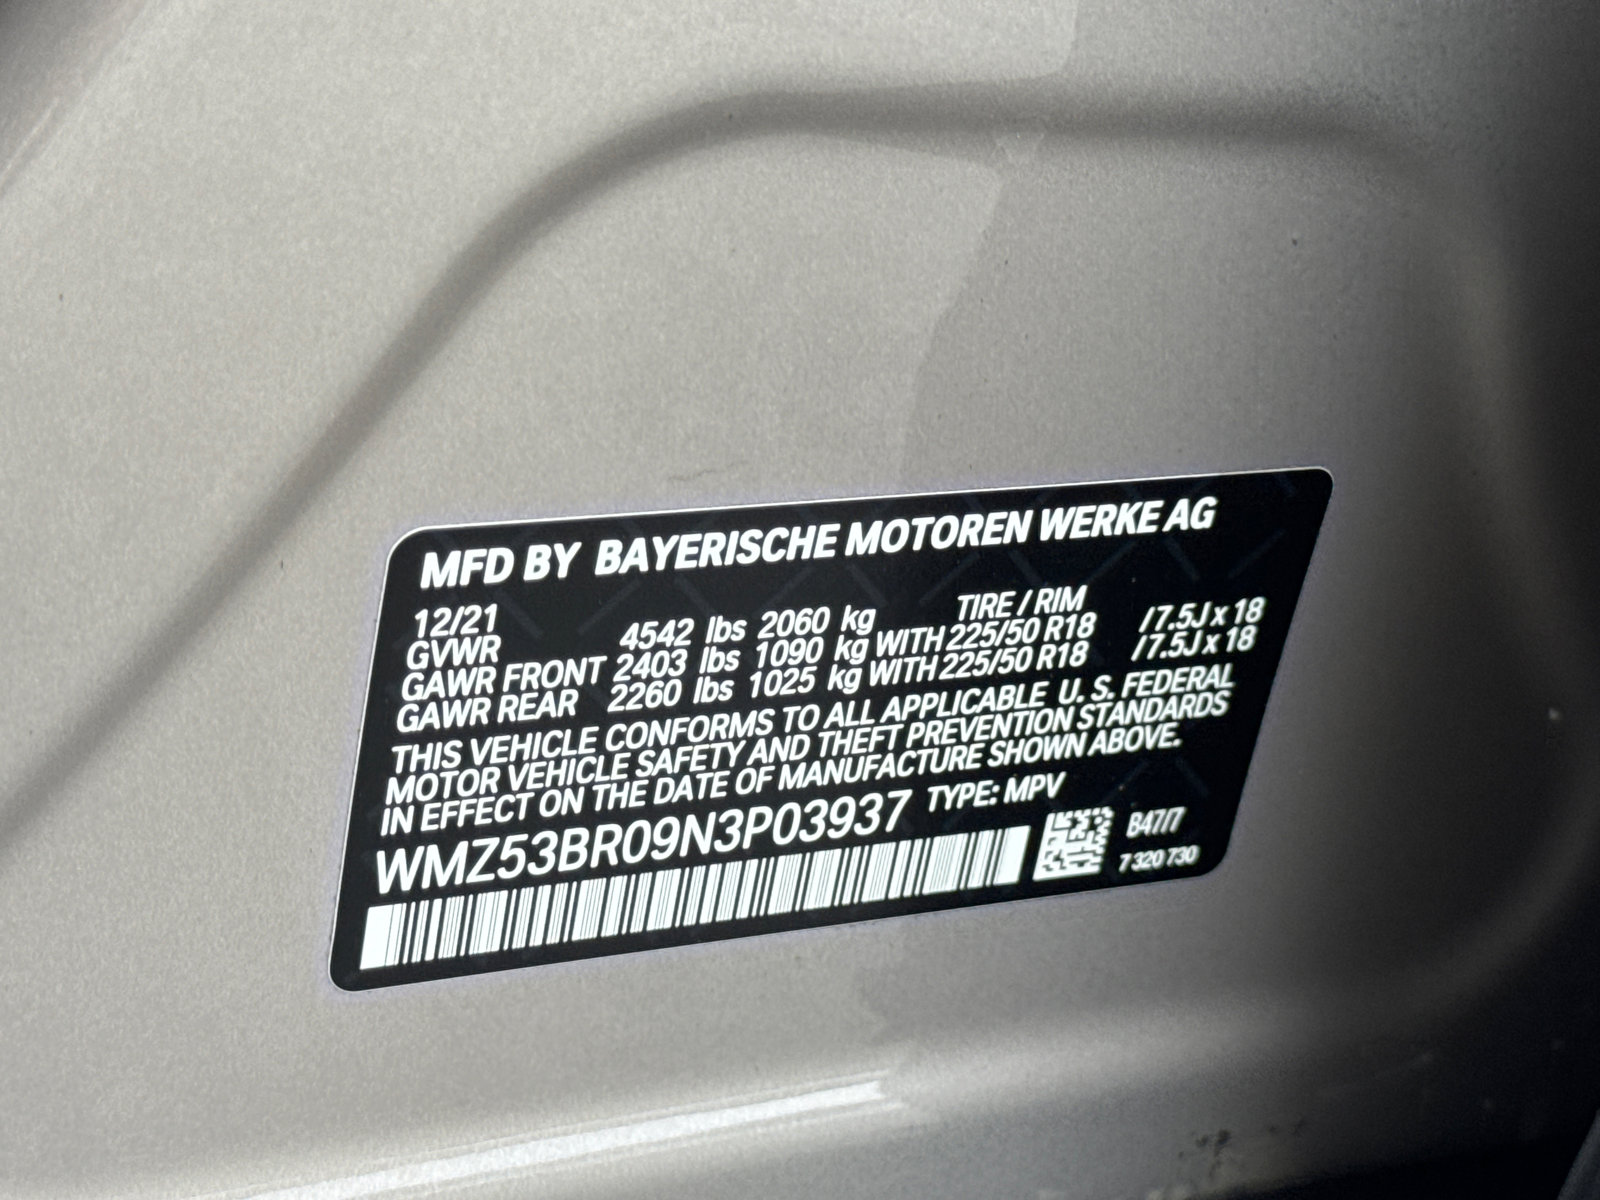 MFD BY BAYERISCHE MOTOREN WERKE AG
12/21 TIRE / RIM
GVWR 4542 lbs 2060 kg
GAWR FRONT 2403 lbs 1090 kg WITH 225/50 R18 /7.5J x 18
GAWR REAR 2260 lbs 1025 kg WITH 225/50 R18 /7.5J x 18
THIS VEHICLE CONFORMS TO ALL APPLICABLE U. S. FEDERAL
MOTOR VEHICLE SAFETY AND THEFT PREVENTION STANDARDS
IN EFFECT ON THE DATE OF MANUFACTURE SHOWN ABOVE.
WMZ53BR09N3P03937 TYPE: MPV
B47/7
7 320 730